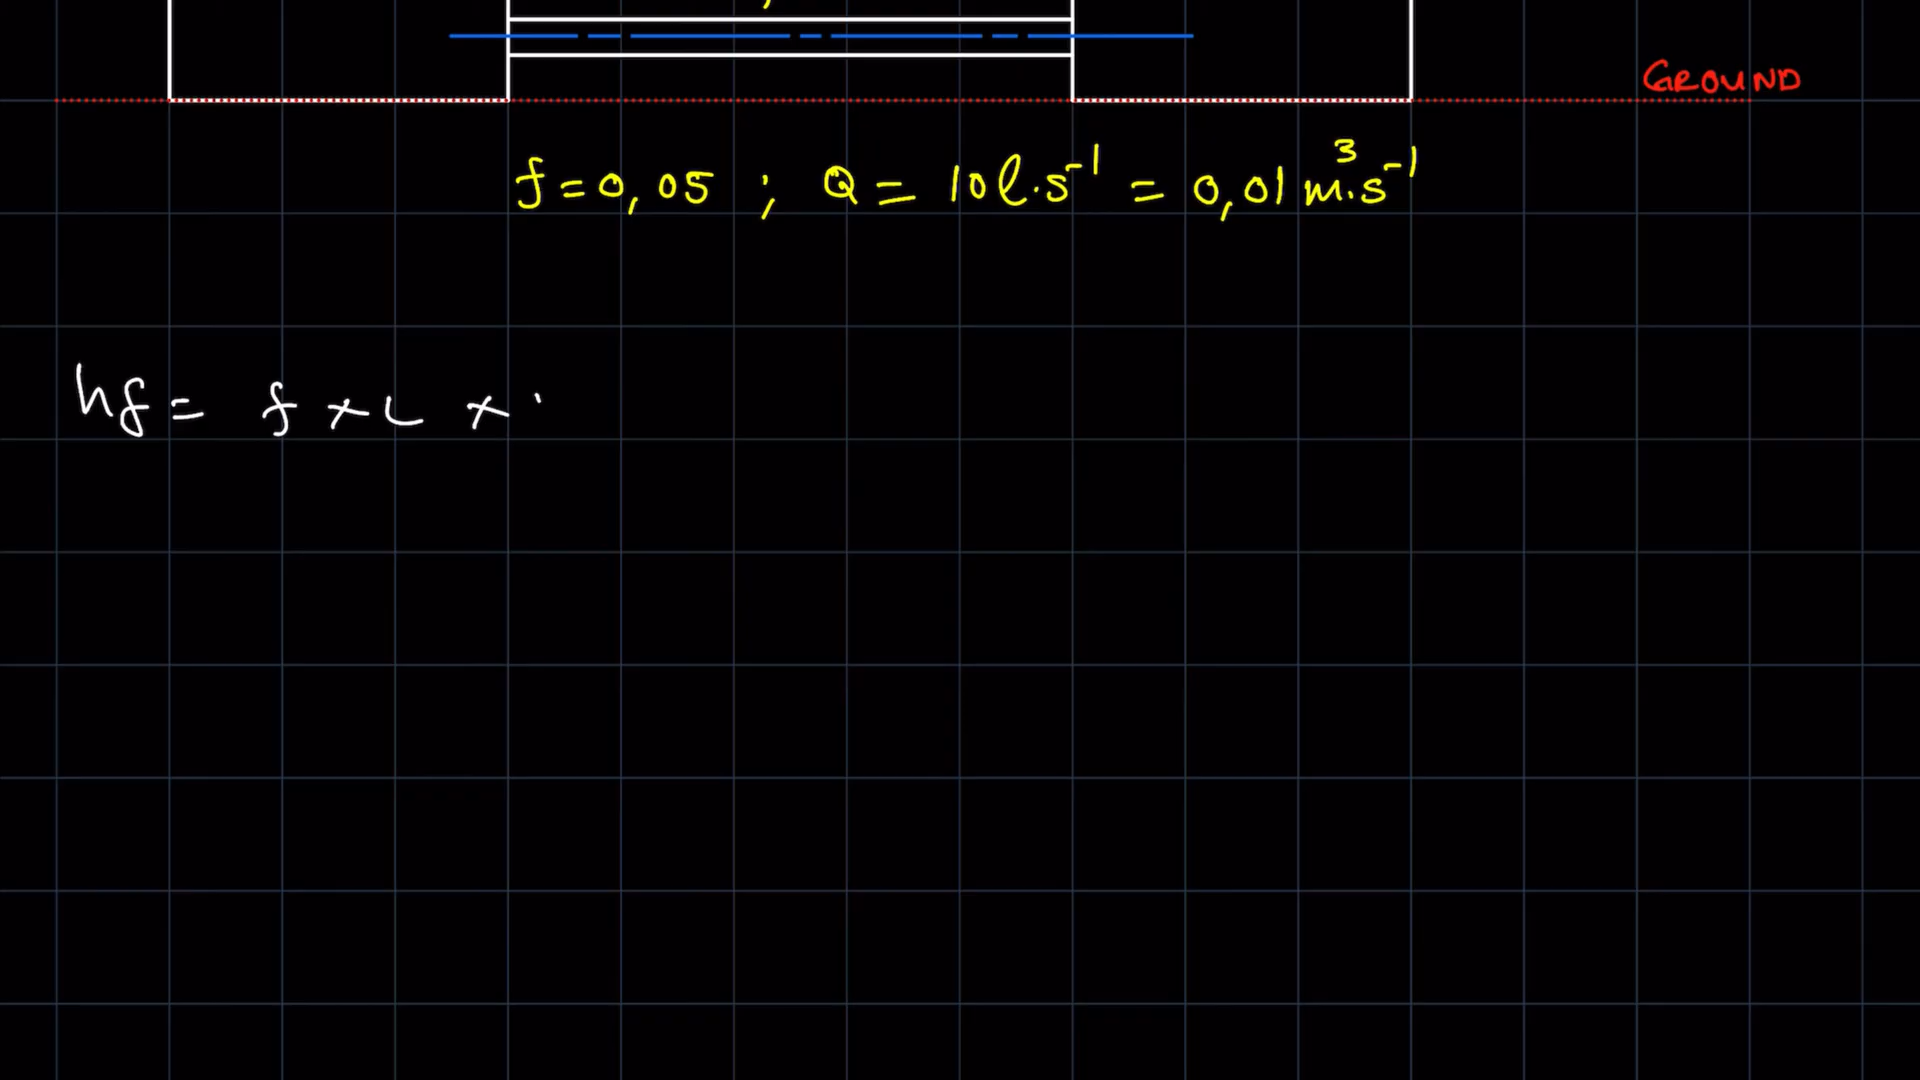 GROUND
f = 0,05 ; Q = 10 l·s⁻¹ = 0,01 m³·s⁻¹
hf = f × L ×